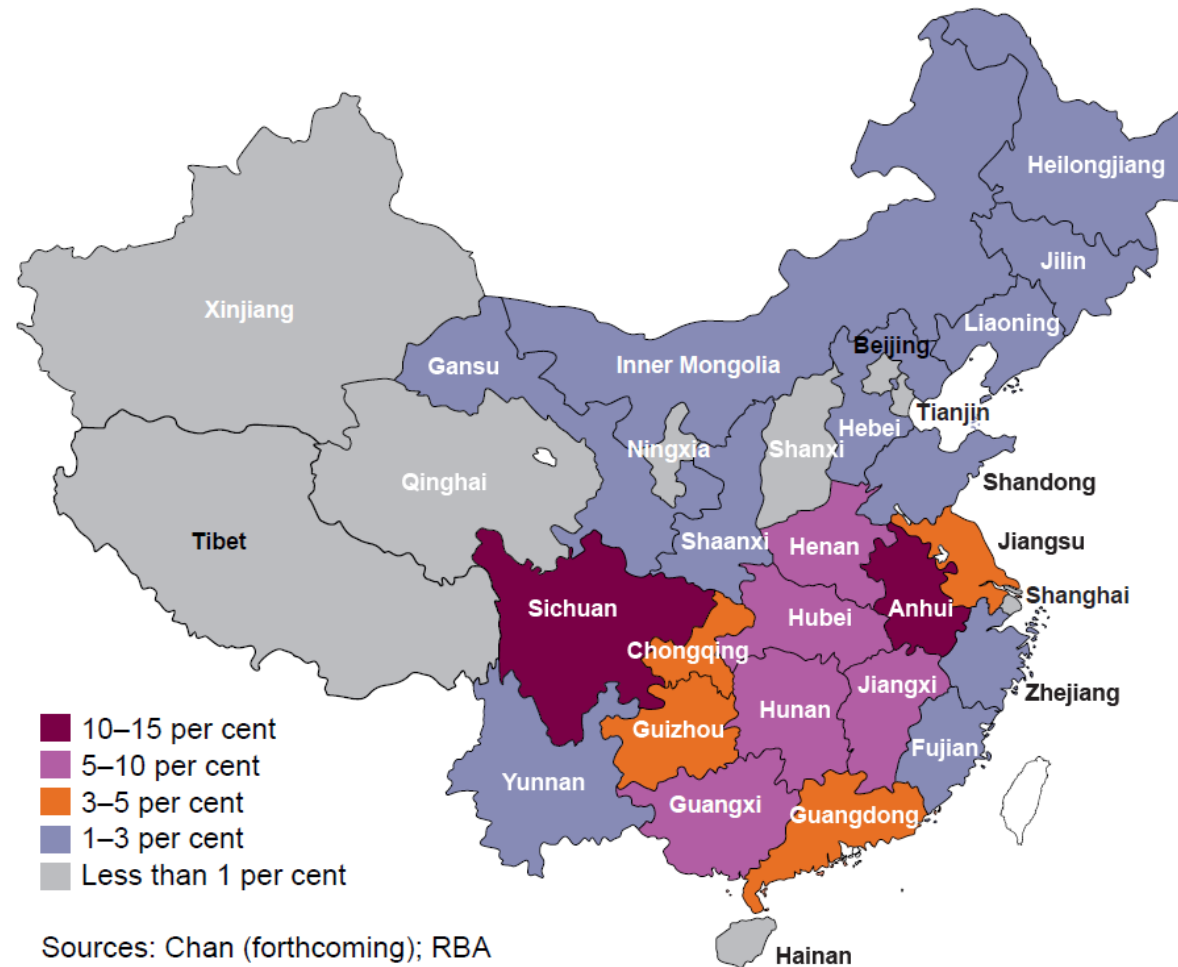 Heilongjiang
Jilin
Xinjiang
Liaoning
Beijing
Gansu
Inner Mongolia
Tianjin
Hebei
Ningxia
Shanxi
Qinghai
Shandong
Tibet
Shaanxi
Henan
Jiangsu
Shanghai
Sichuan
Anhui
Hubei
Chongqing
Jiangxi
Zhejiang
Hunan
Guizhou
Fujian
Yunnan
Guangxi
Guangdong
10–15 per cent
5–10 per cent
3–5 per cent
1–3 per cent
Less than 1 per cent
Sources: Chan (forthcoming); RBA
Hainan